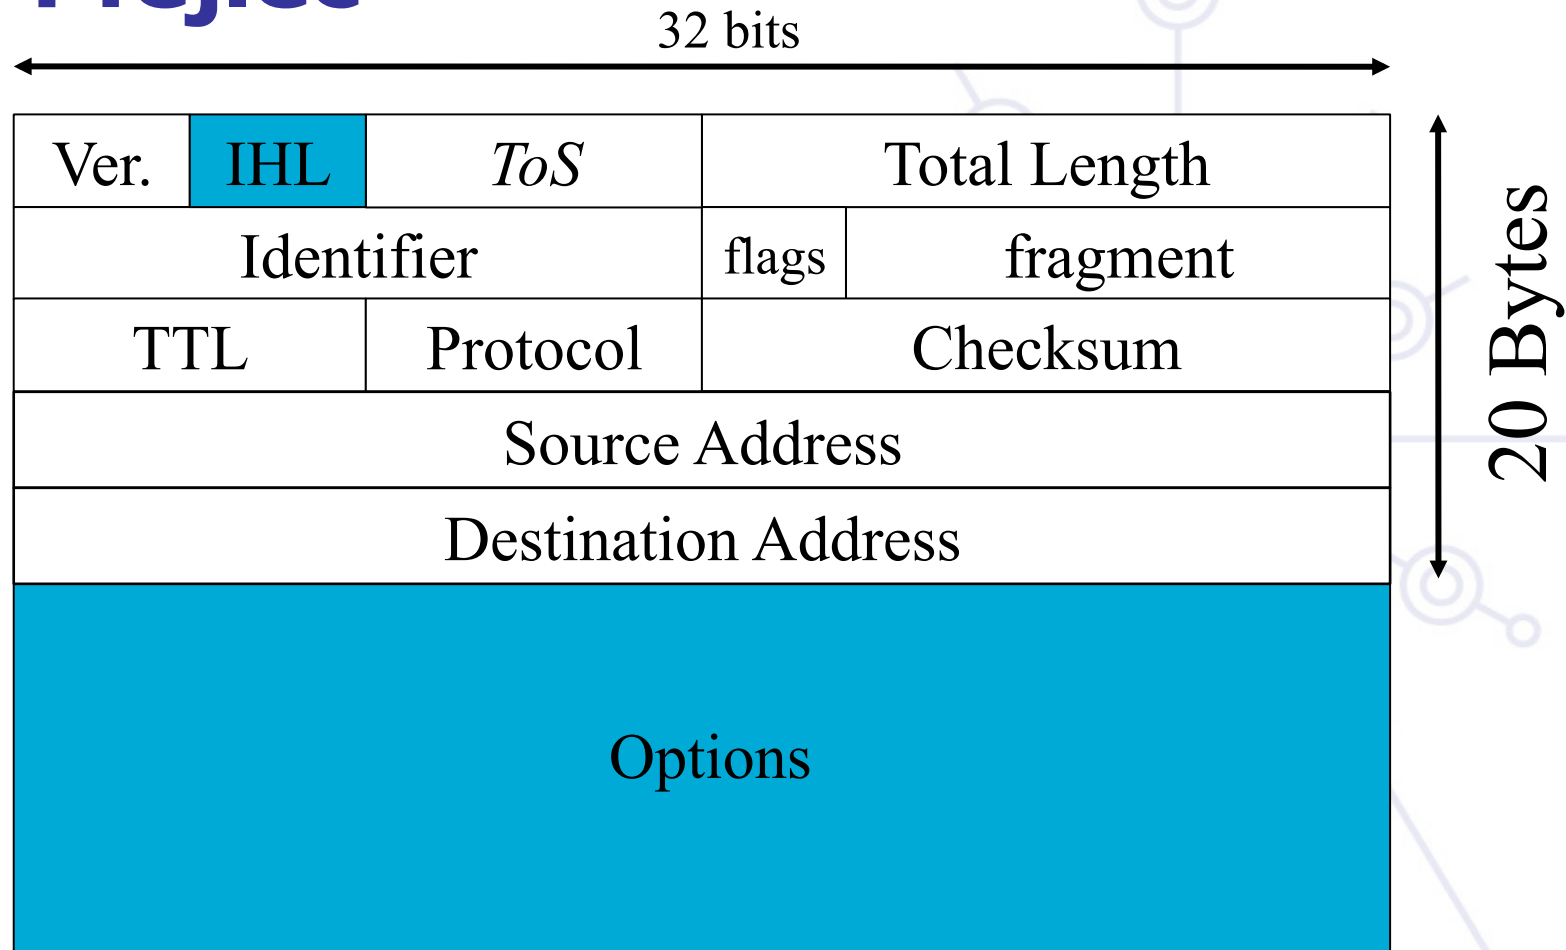 32 bits
Ver. IHL ToS Total Length
Identifier flags fragment
TTL Protocol Checksum
Source Address
Destination Address
20 Bytes
Options